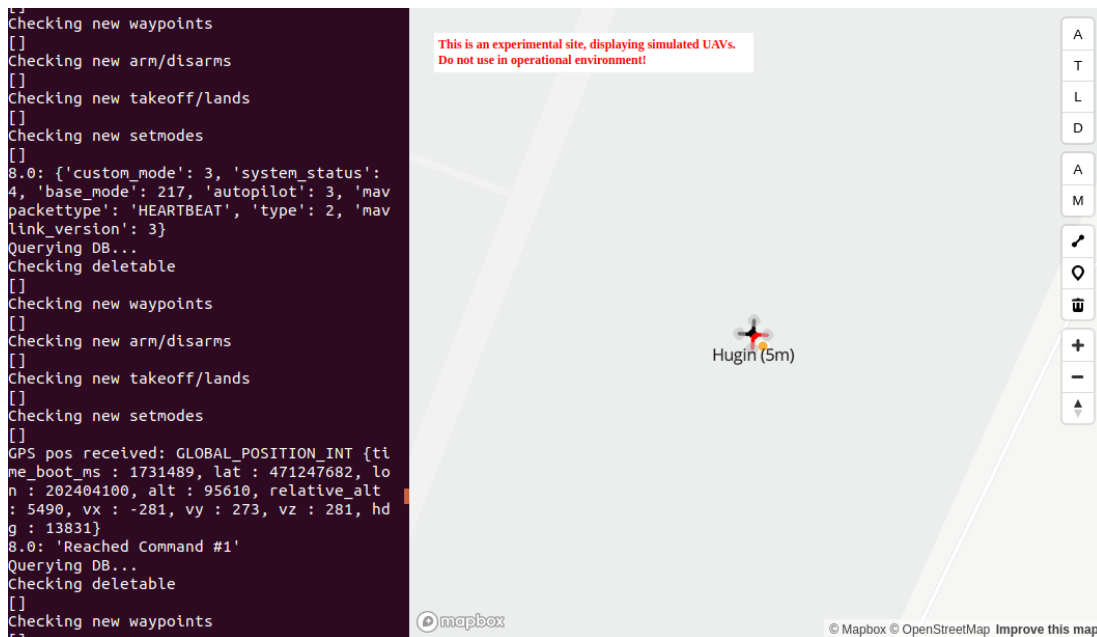 []
Checking new waypoints
[]
Checking new arm/disarms
[]
Checking new takeoff/lands
[]
Checking new setmodes
[]
8.0: {'custom_mode': 3, 'system_status':
4, 'base_mode': 217, 'autopilot': 3, 'mav
packettype': 'HEARTBEAT', 'type': 2, 'mav
link_version': 3}
Querying DB...
Checking deletable
[]
Checking new waypoints
[]
Checking new arm/disarms
[]
Checking new takeoff/lands
[]
Checking new setmodes
[]
GPS pos received: GLOBAL_POSITION_INT {ti
me_boot_ms : 1731489, lat : 471247682, lo
n : 202404100, alt : 95610, relative_alt
: 5490, vx : -281, vy : 273, vz : 281, hd
g : 13831}
8.0: 'Reached Command #1'
Querying DB...
Checking deletable
[]
Checking new waypoints
[]
This is an experimental site, displaying simulated UAVs.
Do not use in operational environment!
Hugin (5m)
A
T
L
D
A
M
mapbox
© Mapbox © OpenStreetMap Improve this map